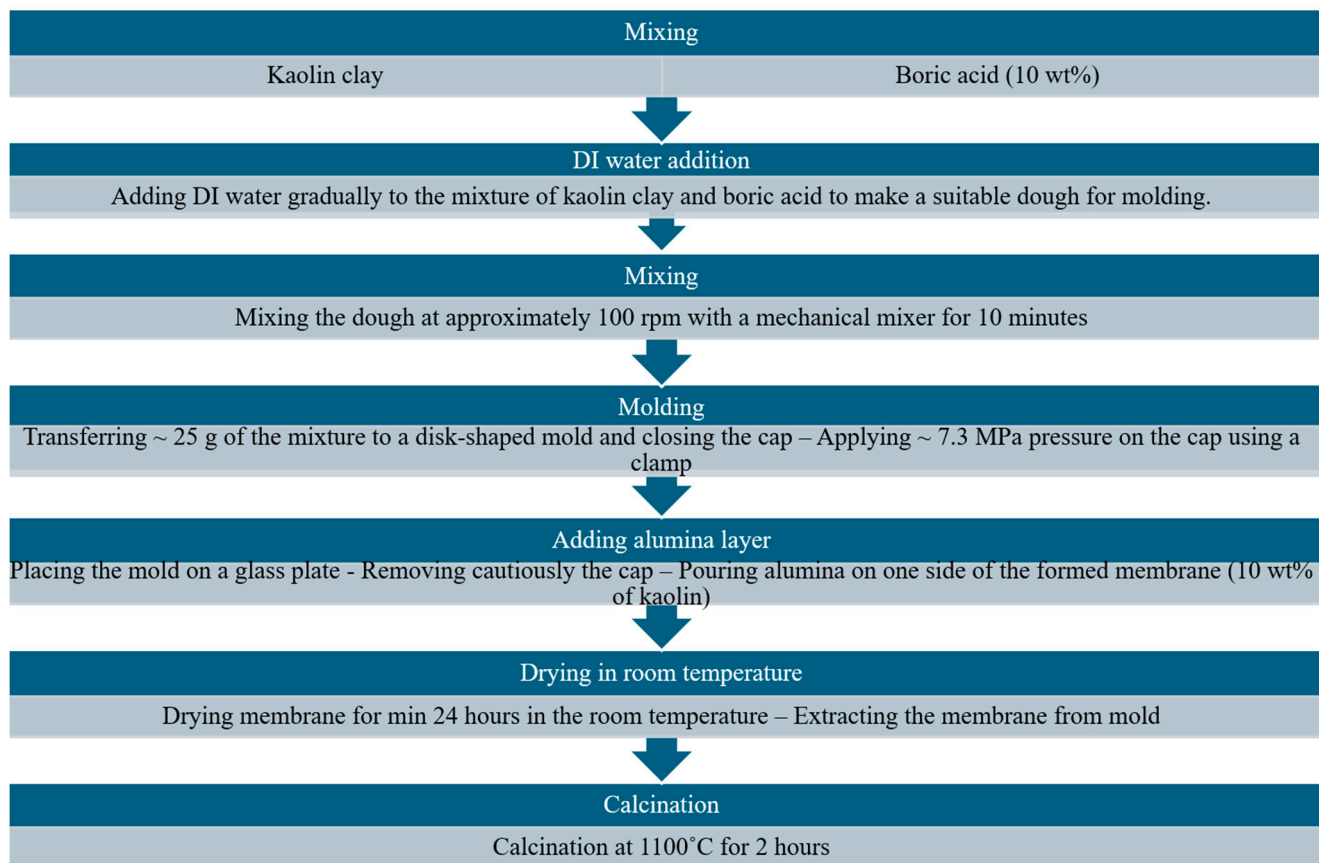 Mixing
Kaolin clay
Boric acid (10 wt%)
DI water addition
Adding DI water gradually to the mixture of kaolin clay and boric acid to make a suitable dough for molding.
Mixing
Mixing the dough at approximately 100 rpm with a mechanical mixer for 10 minutes
Molding
Transferring ~ 25 g of the mixture to a disk-shaped mold and closing the cap – Applying ~ 7.3 MPa pressure on the cap using a
clamp
Adding alumina layer
Placing the mold on a glass plate - Removing cautiously the cap – Pouring alumina on one side of the formed membrane (10 wt%
of kaolin)
Drying in room temperature
Drying membrane for min 24 hours in the room temperature – Extracting the membrane from mold
Calcination
Calcination at 1100˚C for 2 hours